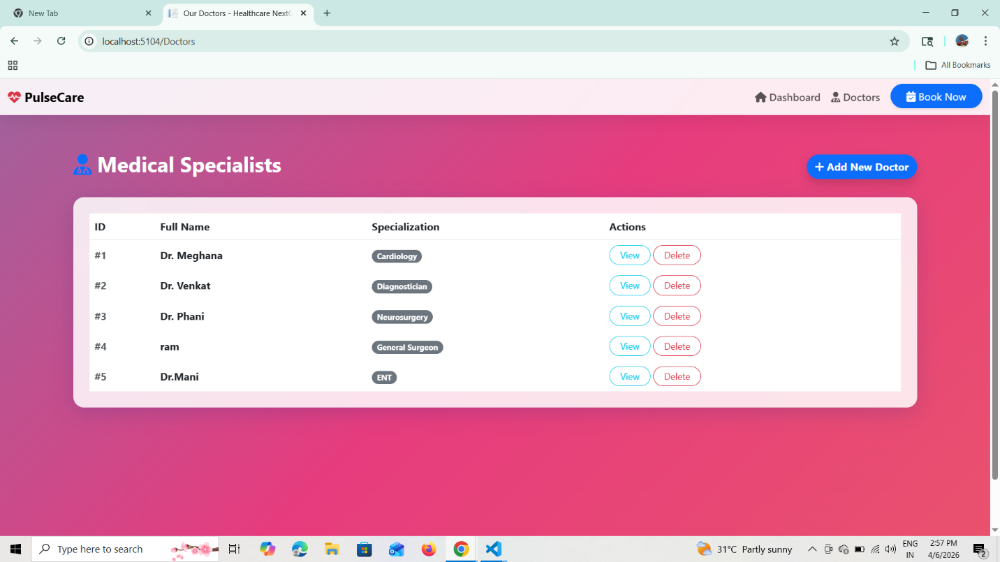 New Tab
Our Doctors - Healthcare NextG
localhost:5104/Doctors
All Bookmarks
PulseCare
Dashboard Doctors Book Now
Medical Specialists
+ Add New Doctor
ID Full Name Specialization Actions
#1 Dr. Meghana Cardiology View Delete
#2 Dr. Venkat Diagnostician View Delete
#3 Dr. Phani Neurosurgery View Delete
#4 ram General Surgeon View Delete
#5 Dr.Mani ENT View Delete
Type here to search
31°C Partly sunny
ENG
IN
2:57 PM
4/6/2026
2